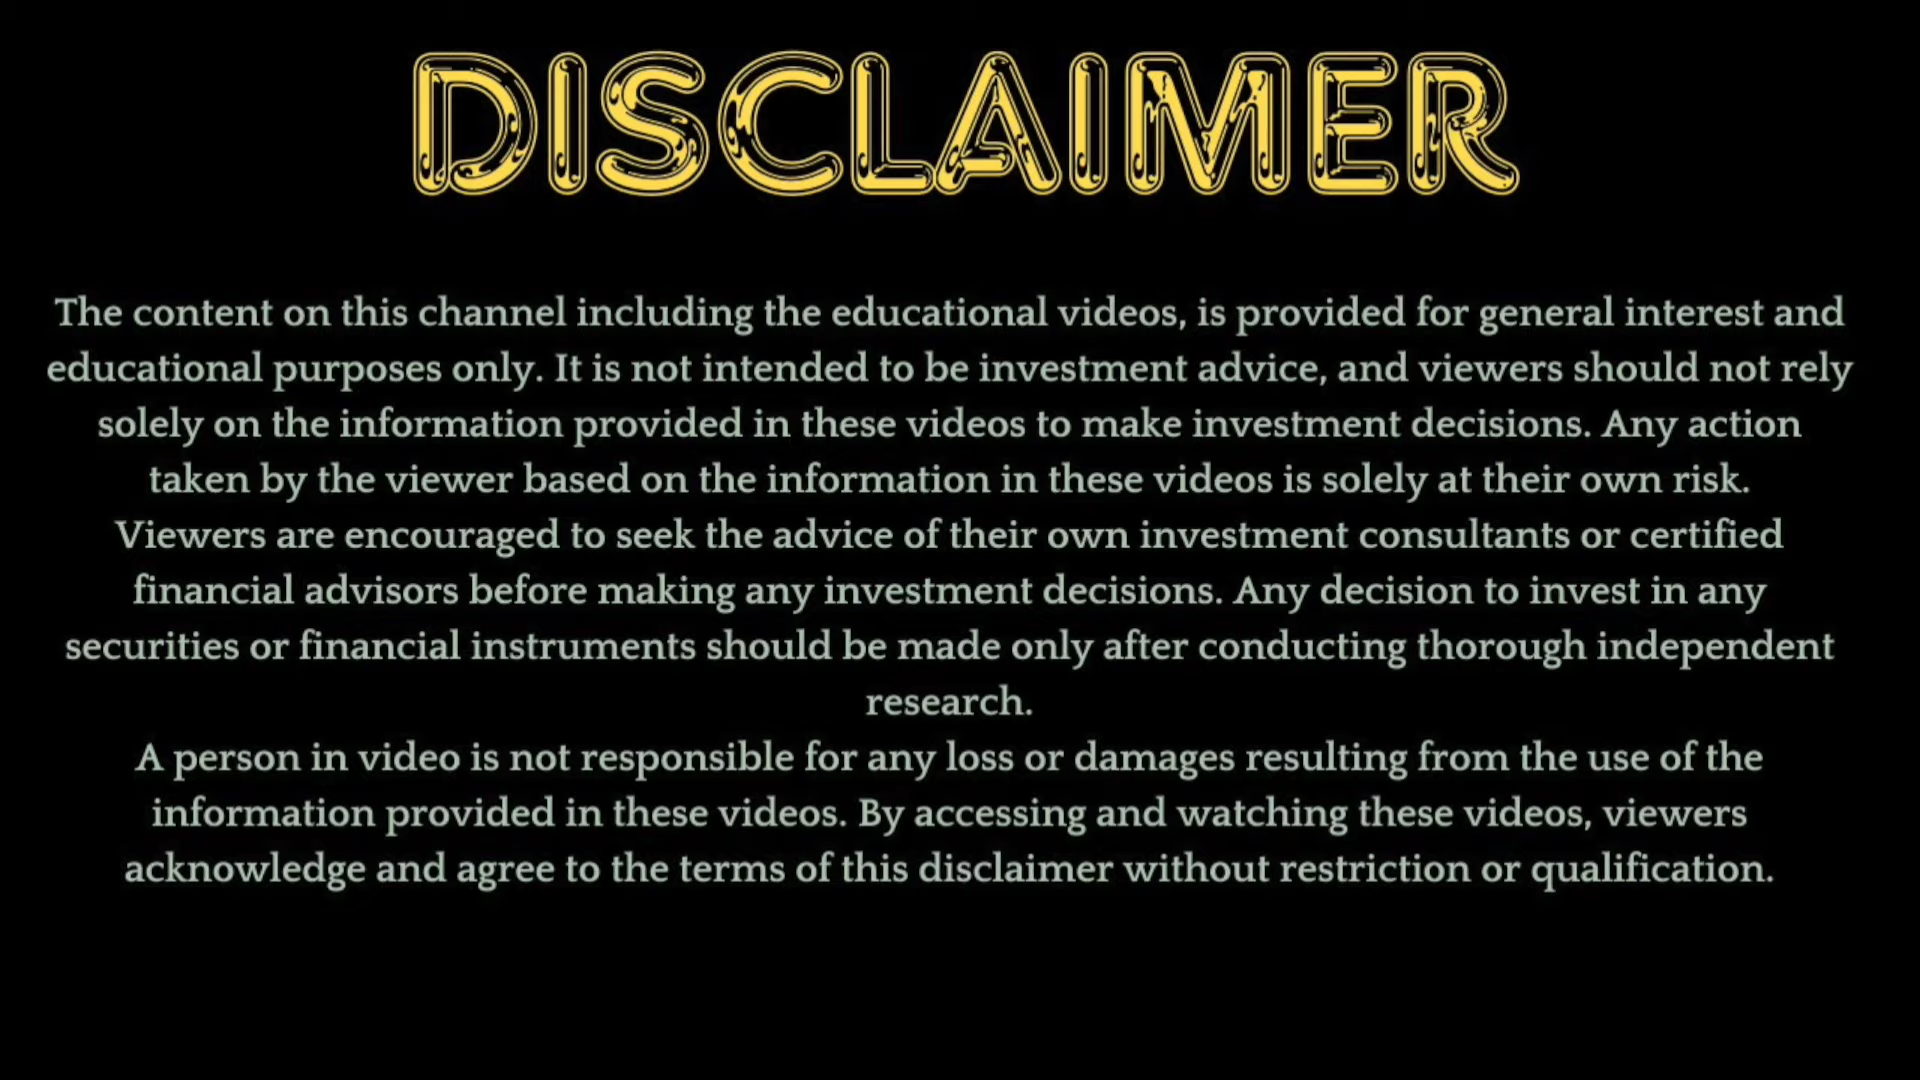 DISCLAIMER
The content on this channel including the educational videos, is provided for general interest and
educational purposes only. It is not intended to be investment advice, and viewers should not rely
solely on the information provided in these videos to make investment decisions. Any action
taken by the viewer based on the information in these videos is solely at their own risk.
Viewers are encouraged to seek the advice of their own investment consultants or certified
financial advisors before making any investment decisions. Any decision to invest in any
securities or financial instruments should be made only after conducting thorough independent
research.
A person in video is not responsible for any loss or damages resulting from the use of the
information provided in these videos. By accessing and watching these videos, viewers
acknowledge and agree to the terms of this disclaimer without restriction or qualification.